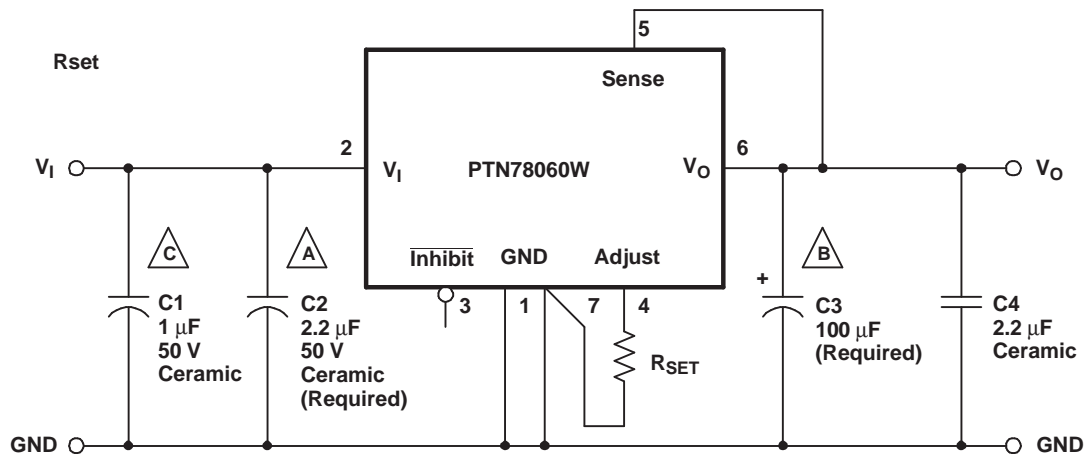 Rset
5
Sense
V_I
2
V_I
PTN78060W
V_O
6
V_O
C
A
B
Inhibit
GND
Adjust
3
1
7
4
C1
1 μF
50 V
Ceramic
C2
2.2 μF
50 V
Ceramic
(Required)
R_SET
+
C3
100 μF
(Required)
C4
2.2 μF
Ceramic
GND
GND